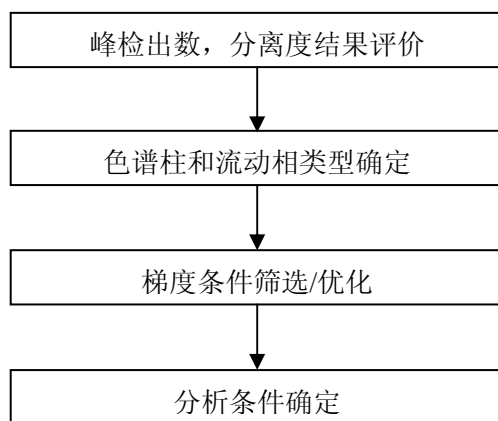 峰检出数，分离度结果评价
色谱柱和流动相类型确定
梯度条件筛选/优化
分析条件确定